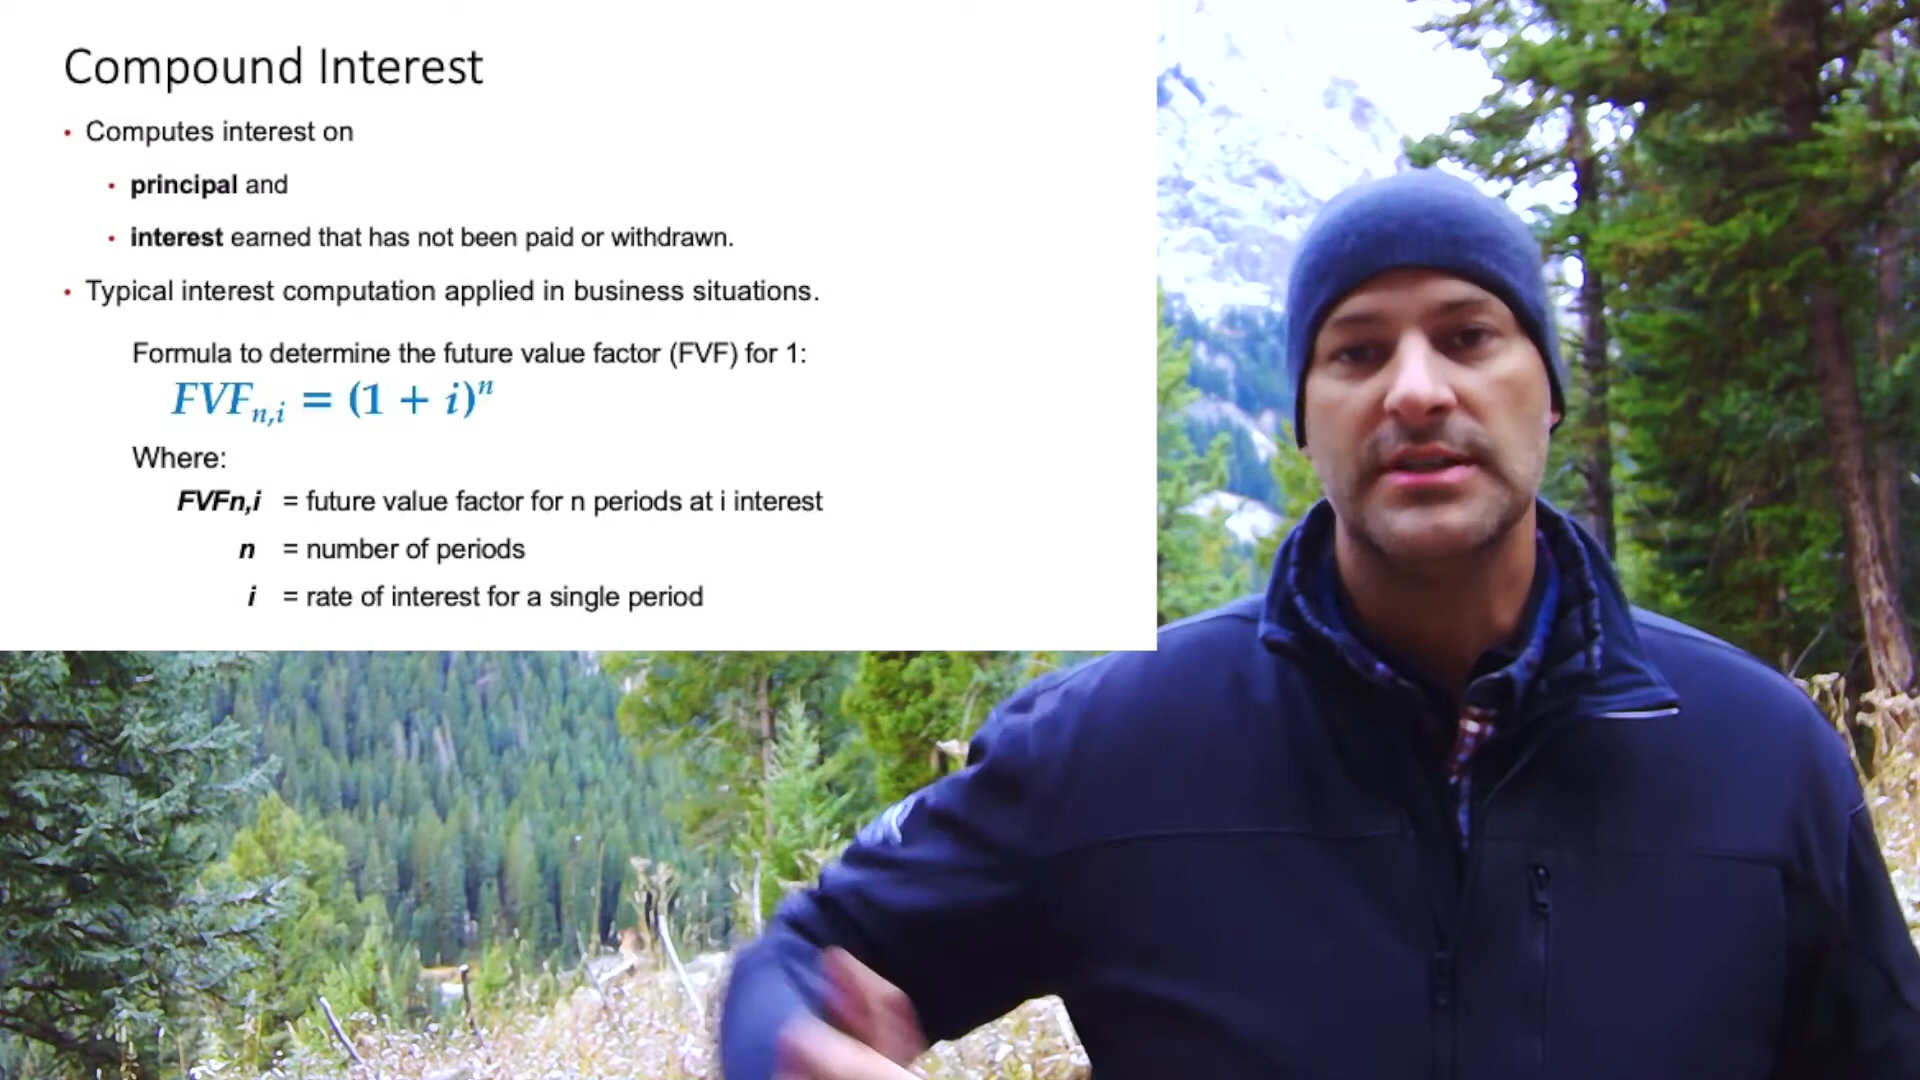 Compound Interest
• Computes interest on
• principal and
• interest earned that has not been paid or withdrawn.
• Typical interest computation applied in business situations.
Formula to determine the future value factor (FVF) for 1:
FVFn,i = (1 + i)^n
Where:
FVFn,i = future value factor for n periods at i interest
n = number of periods
i = rate of interest for a single period